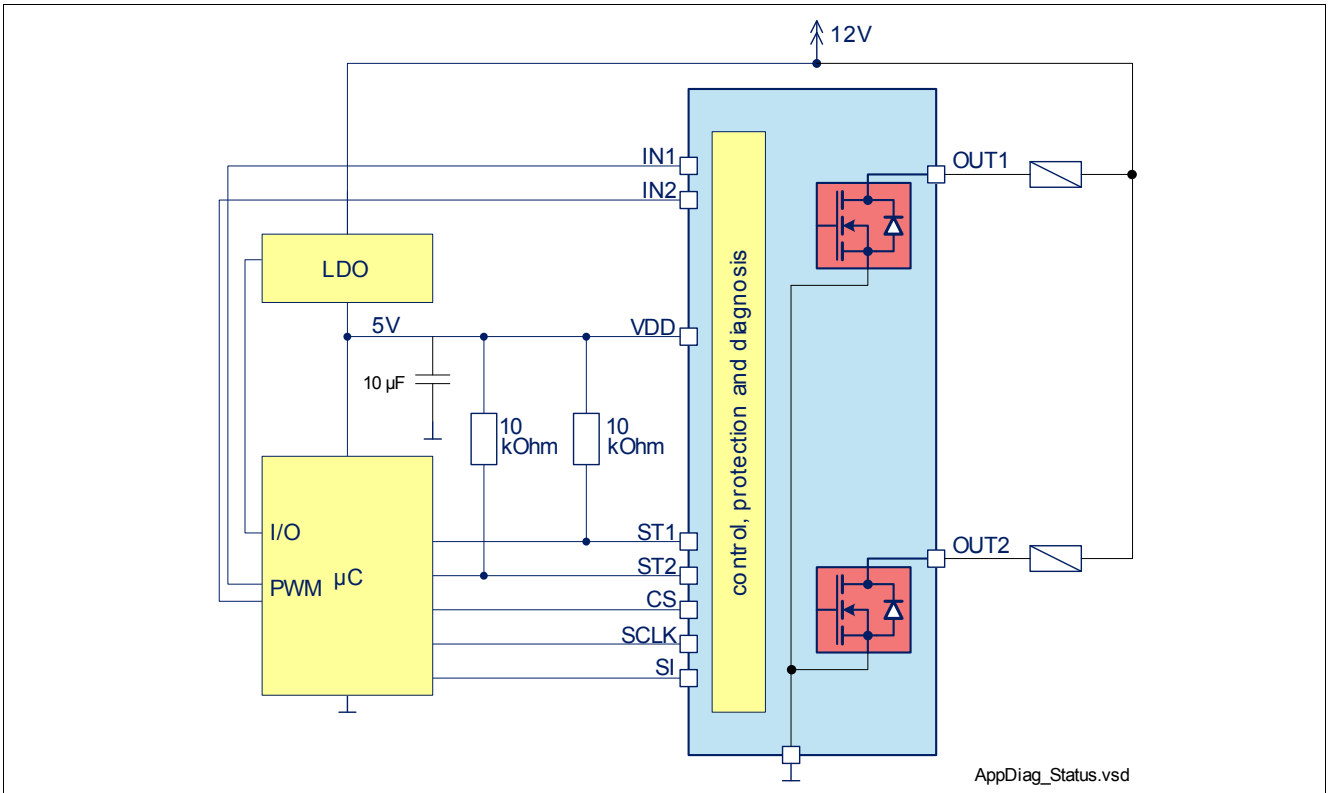 12V
IN1
OUT1
IN2
LDO
5V
VDD
10 µF
10
kOhm
10
kOhm
control, protection and diagnosis
I/O
ST1
OUT2
PWM
µC
ST2
CS
SCLK
SI
AppDiag_Status.vsd